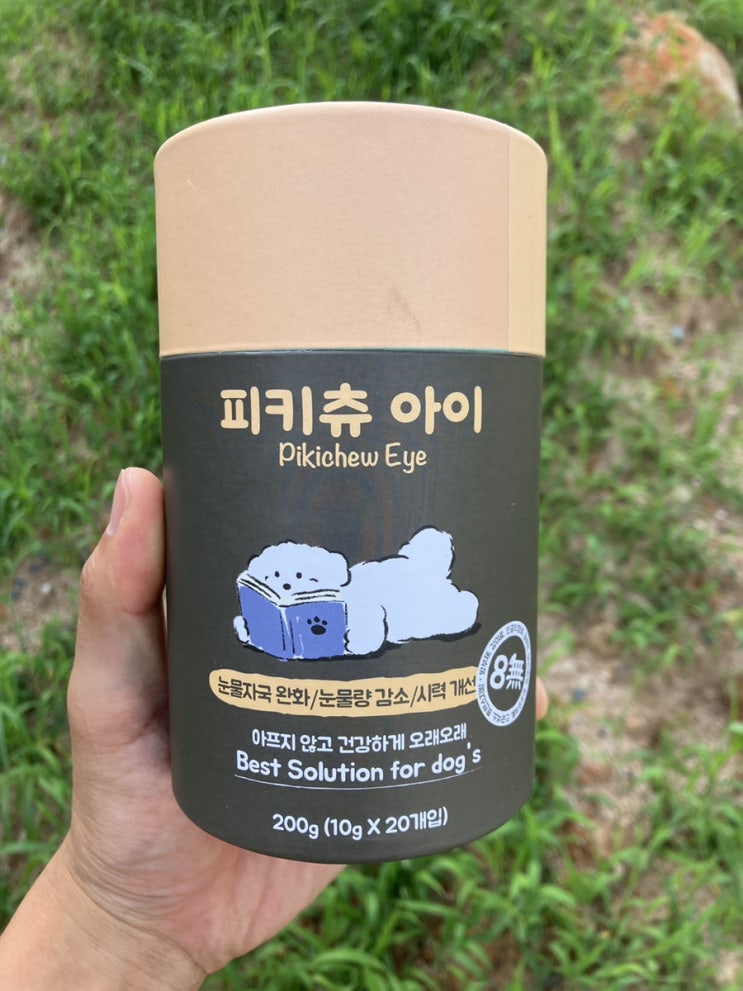 피키츄 아이
Pikichew Eye
눈물자국 완화/눈물량 감소/시력 개선
8無
아프지 않고 건강하게 오래오래
Best Solution for dog's
200g (10g X 20개입)